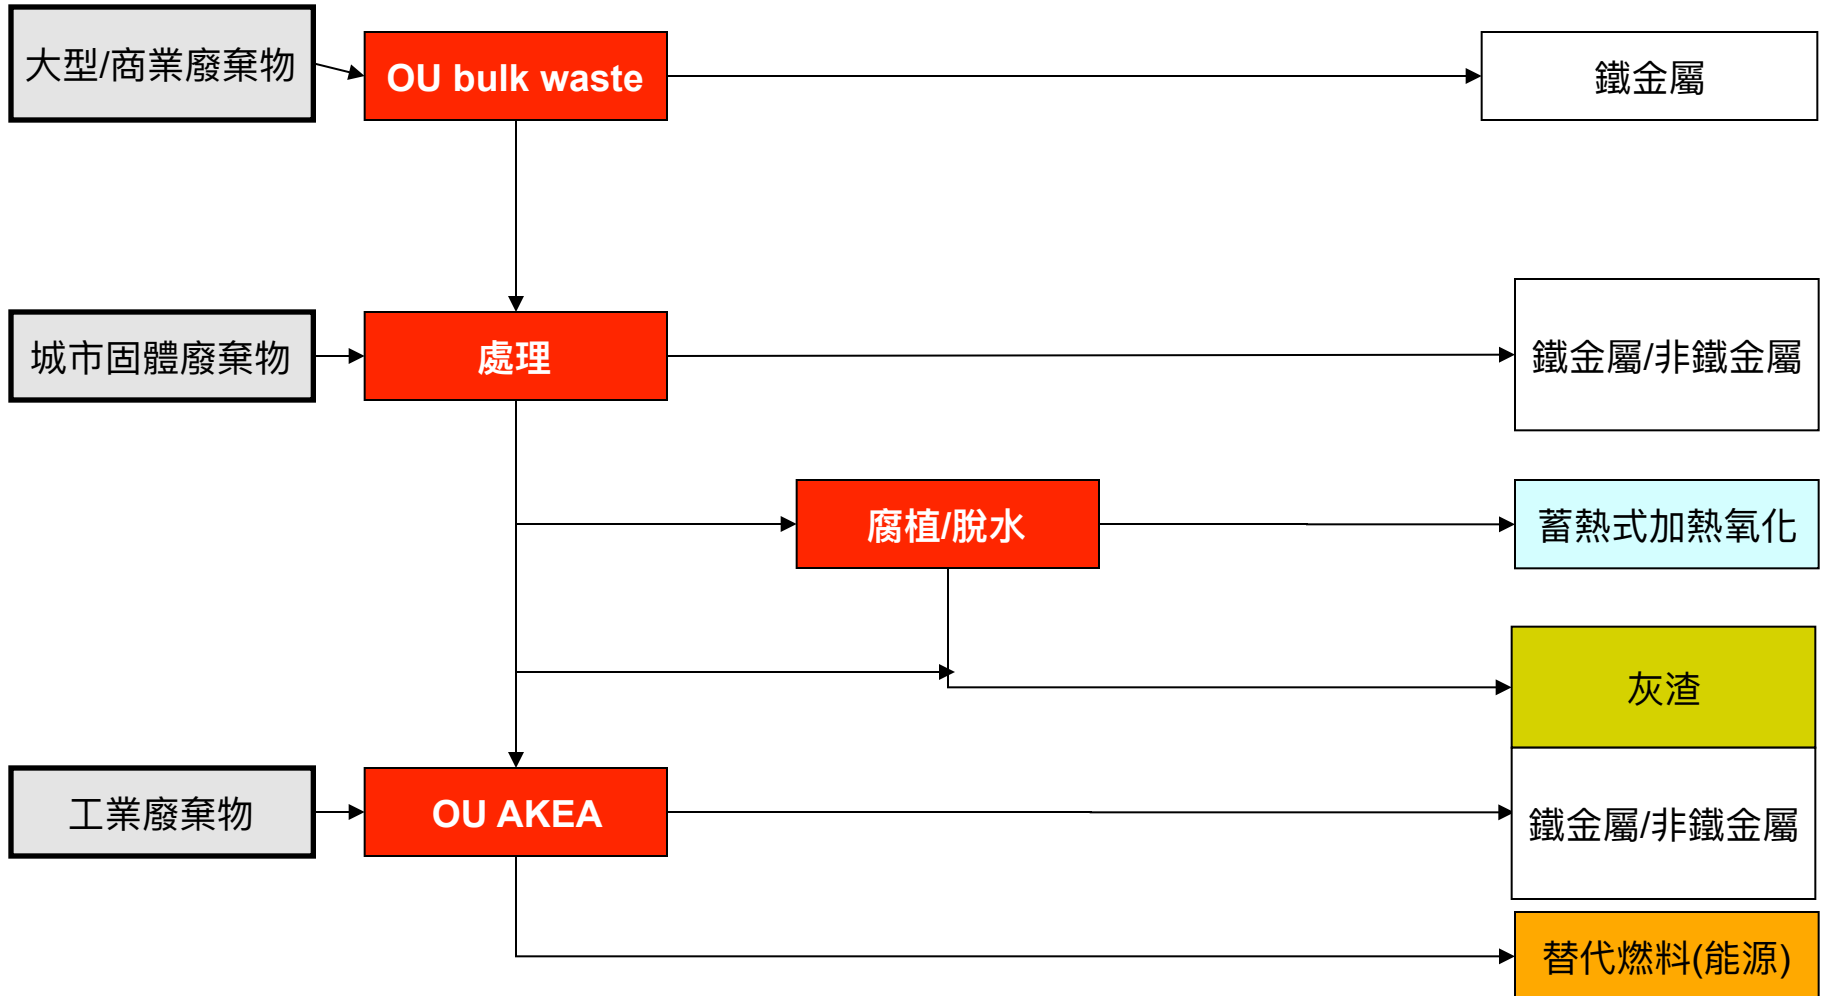 大型/商業廢棄物
OU bulk waste
鐵金屬
城市固體廢棄物
處理
鐵金屬/非鐵金屬
腐植/脫水
蓄熱式加熱氧化
灰渣
工業廢棄物
OU AKEA
鐵金屬/非鐵金屬
替代燃料(能源)